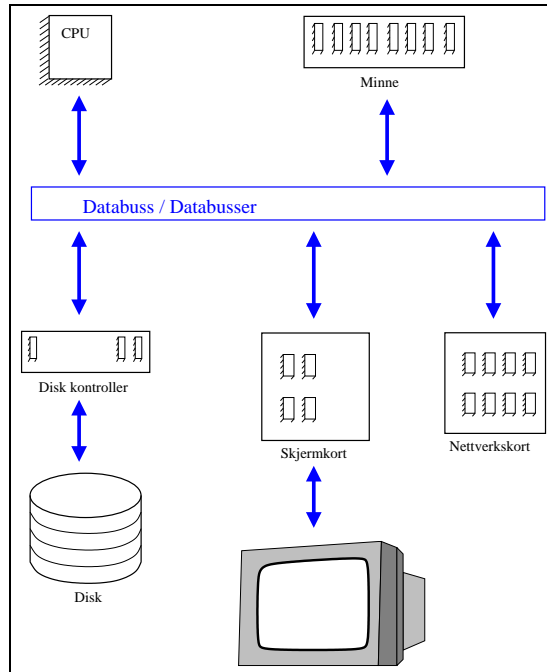 CPU
Minne
Databuss / Databusser
Disk kontroller
Skjermkort
Nettverkskort
Disk